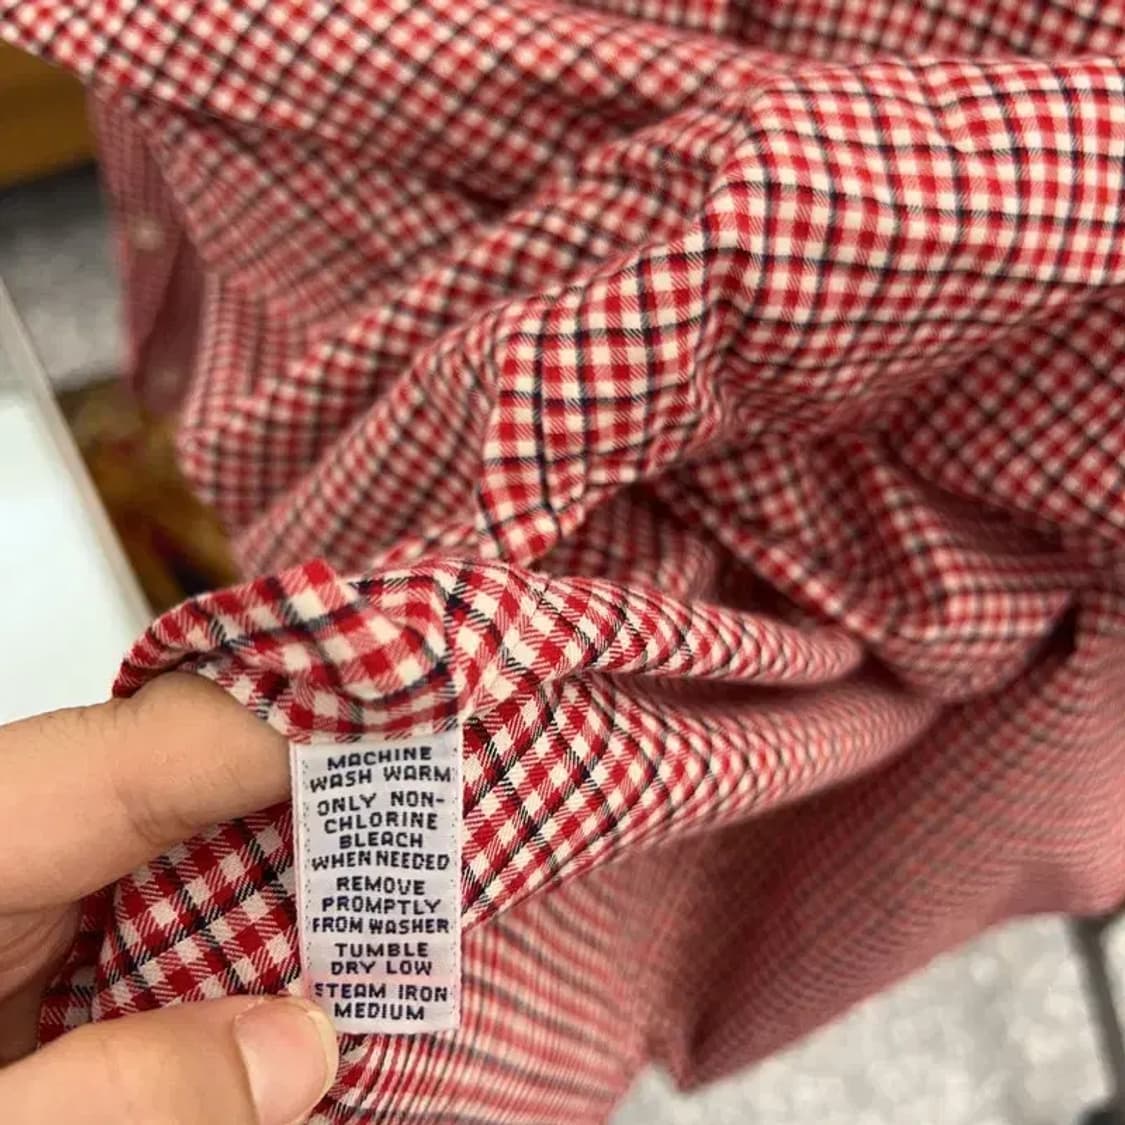 MACHINE
WASH WARM
ONLY NON-
CHLORINE
BLEACH
WHEN NEEDED
REMOVE
PROMPTLY
FROM WASHER
TUMBLE
DRY LOW
STEAM IRON
MEDIUM